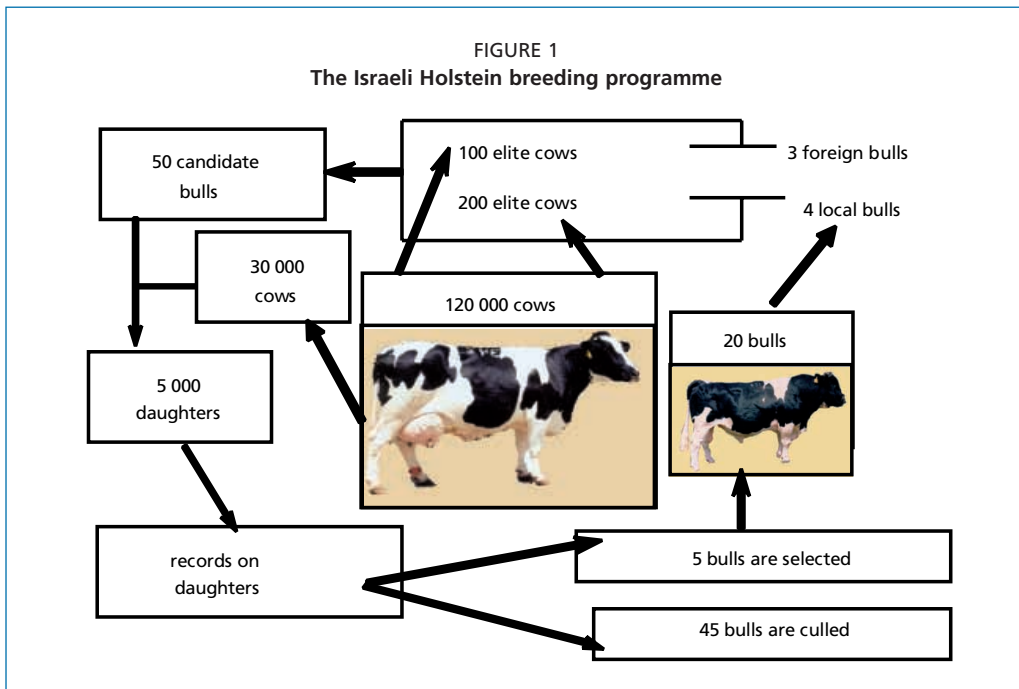 FIGURE 1
The Israeli Holstein breeding programme
50 candidate
bulls
100 elite cows
3 foreign bulls
200 elite cows
4 local bulls
30 000
cows
120 000 cows
20 bulls
5 000
daughters
records on
daughters
5 bulls are selected
45 bulls are culled